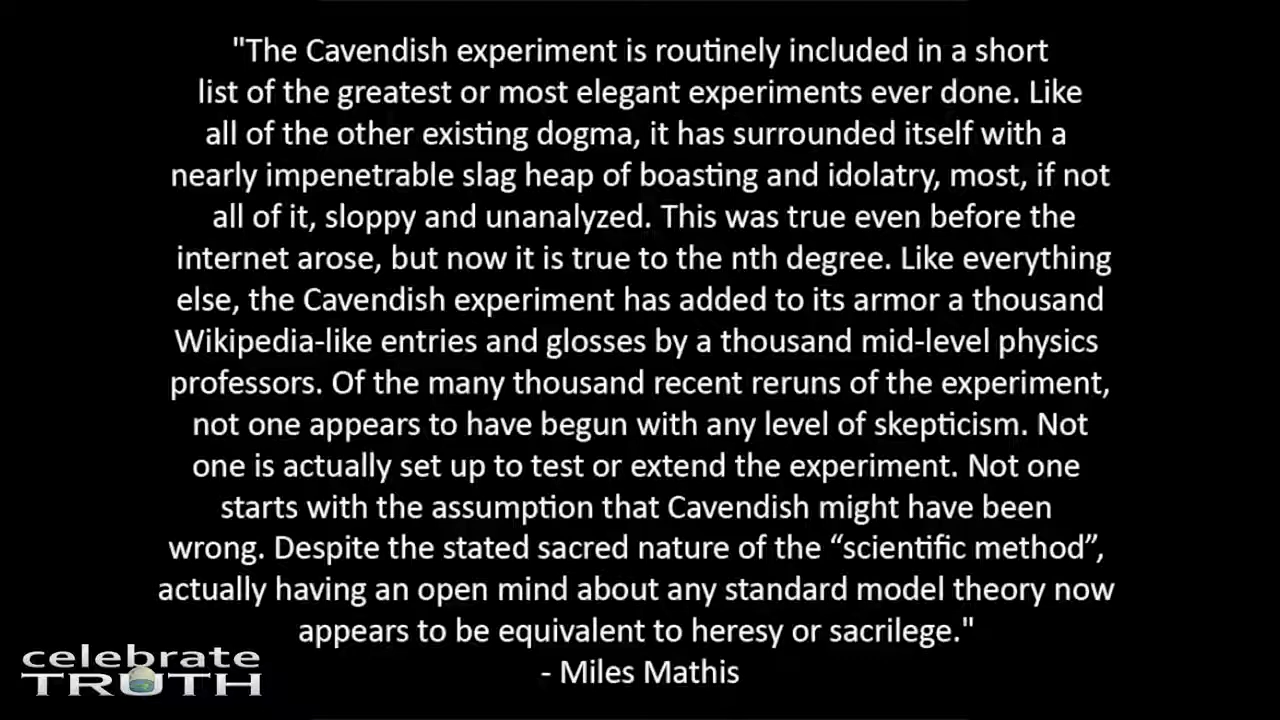 "The Cavendish experiment is routinely included in a short
list of the greatest or most elegant experiments ever done. Like
all of the other existing dogma, it has surrounded itself with a
nearly impenetrable slag heap of boasting and idolatry, most, if not
all of it, sloppy and unanalyzed. This was true even before the
internet arose, but now it is true to the nth degree. Like everything
else, the Cavendish experiment has added to its armor a thousand
Wikipedia-like entries and glosses by a thousand mid-level physics
professors. Of the many thousand recent reruns of the experiment,
not one appears to have begun with any level of skepticism. Not
one is actually set up to test or extend the experiment. Not one
starts with the assumption that Cavendish might have been
wrong. Despite the stated sacred nature of the “scientific method”,
actually having an open mind about any standard model theory now
appears to be equivalent to heresy or sacrilege."
- Miles Mathis
celebrate
TRUTH